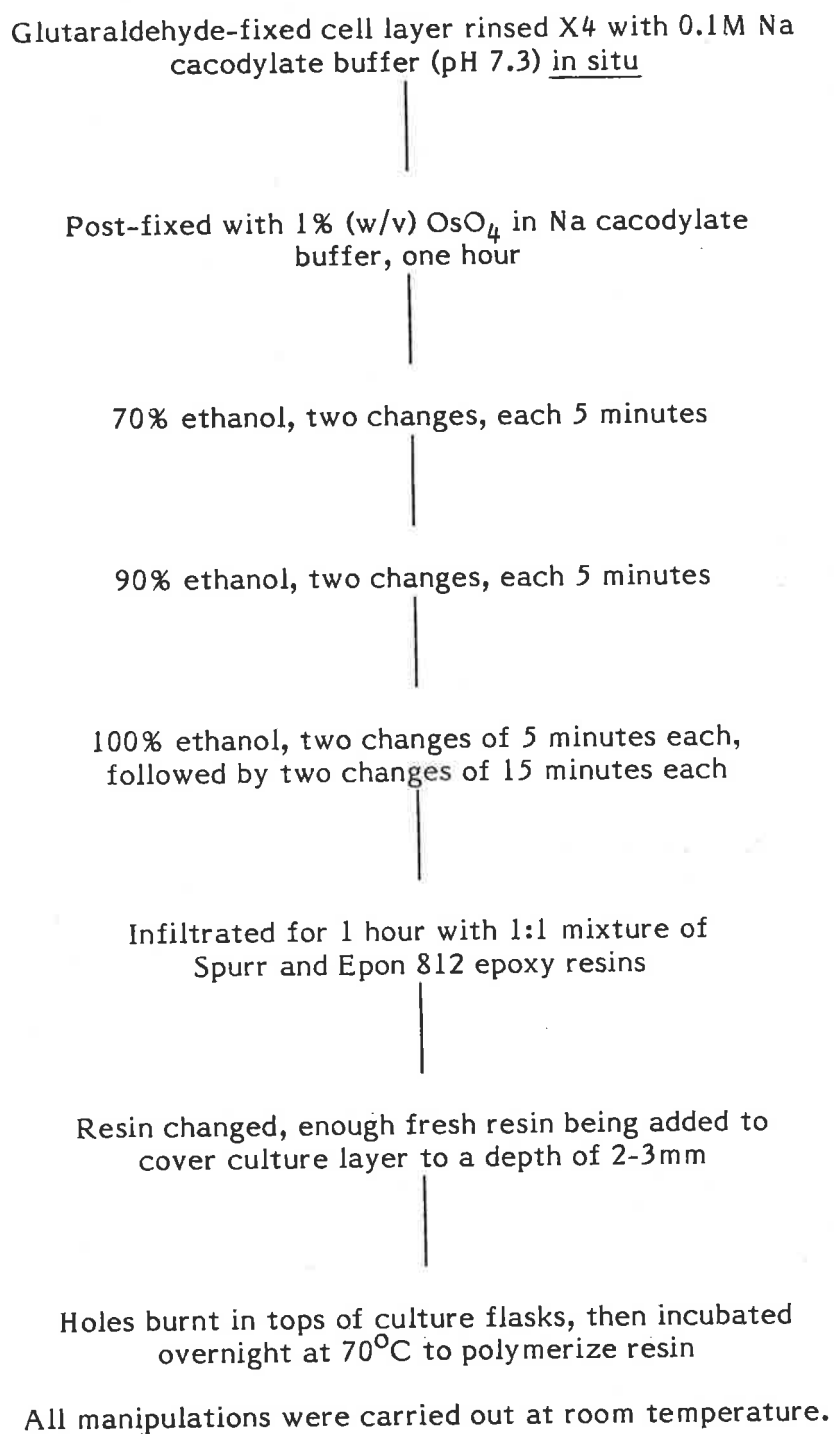 Glutaraldehyde-fixed cell layer rinsed X4 with 0.1M Na
cacodylate buffer (pH 7.3) in situ
Post-fixed with 1% (w/v) OsO₄ in Na cacodylate
buffer, one hour
70% ethanol, two changes, each 5 minutes
90% ethanol, two changes, each 5 minutes
100% ethanol, two changes of 5 minutes each,
followed by two changes of 15 minutes each
Infiltrated for 1 hour with 1:1 mixture of
Spurr and Epon 812 epoxy resins
Resin changed, enough fresh resin being added to
cover culture layer to a depth of 2-3mm
Holes burnt in tops of culture flasks, then incubated
overnight at 70°C to polymerize resin
All manipulations were carried out at room temperature.